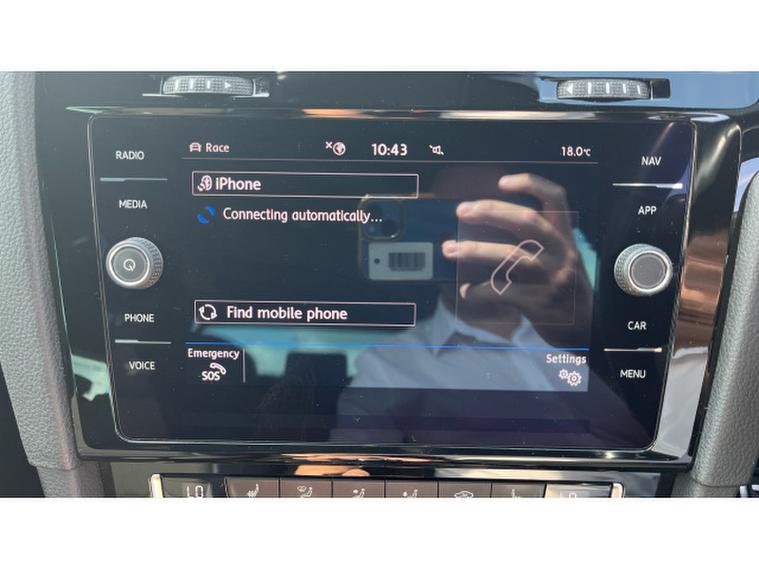 RADIO
MEDIA
PHONE
VOICE
Race
10:43
18.0°C
iPhone
Connecting automatically...
Find mobile phone
Emergency
SOS
Settings
NAV
APP
CAR
MENU
LO
LO